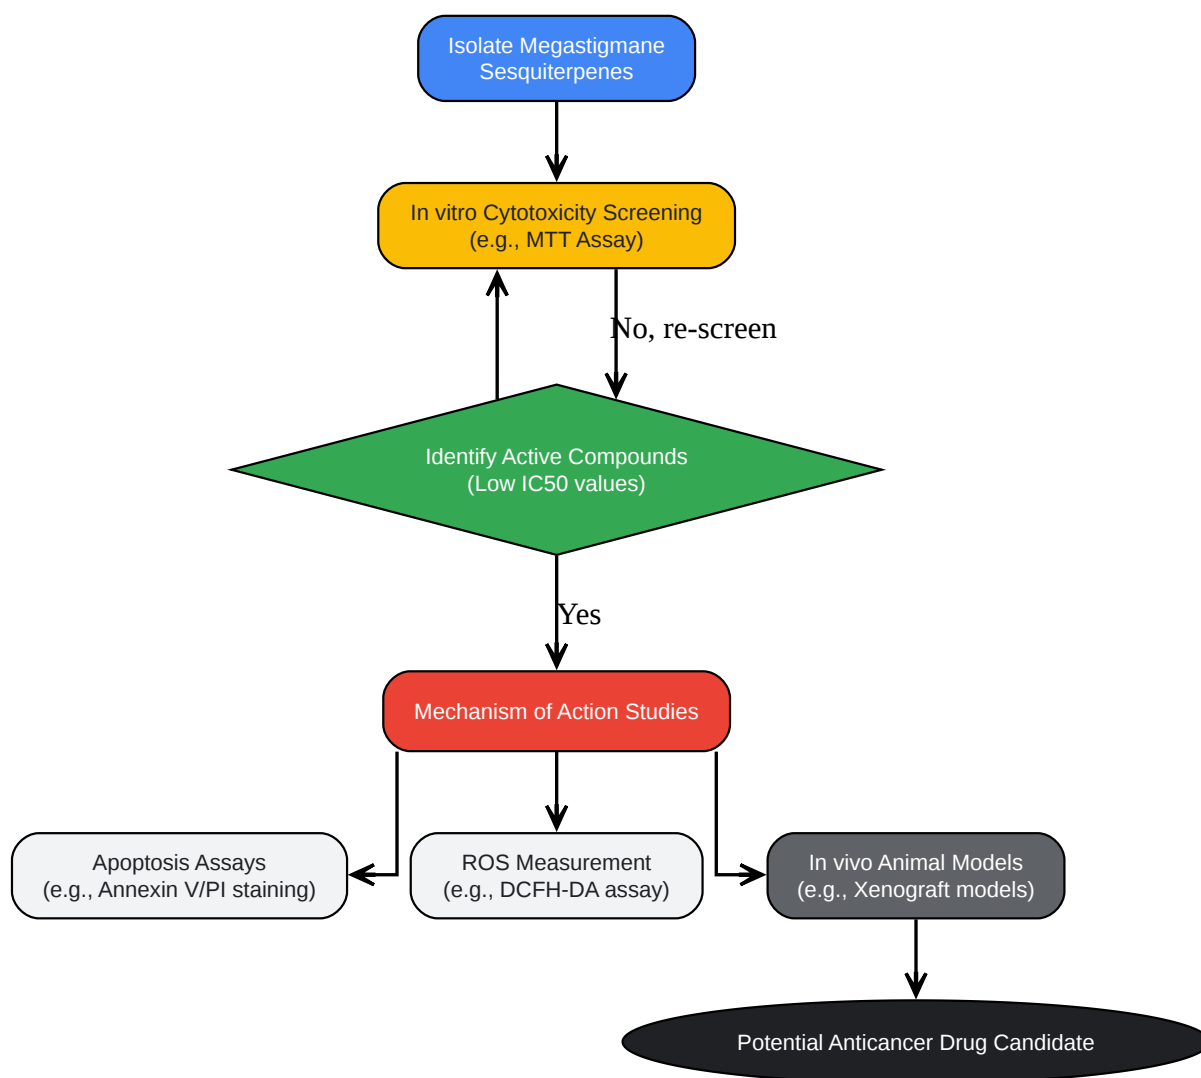 Isolate Megastigmane
Sesquiterpenes
In vitro Cytotoxicity Screening
(e.g., MTT Assay)
No, re-screen
Identify Active Compounds
(Low IC50 values)
Yes
Mechanism of Action Studies
Apoptosis Assays
(e.g., Annexin V/PI staining)
ROS Measurement
(e.g., DCFH-DA assay)
In vivo Animal Models
(e.g., Xenograft models)
Potential Anticancer Drug Candidate